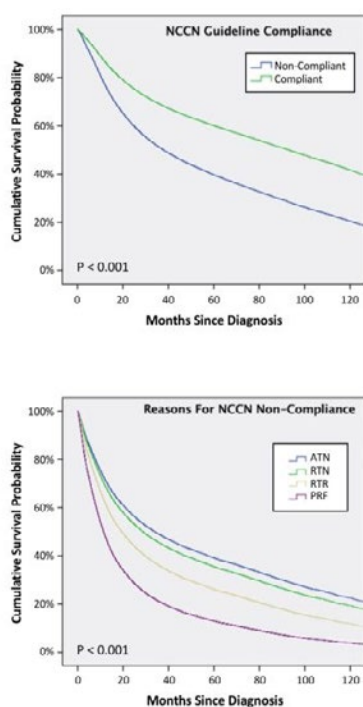 NCCN Guideline Compliance
Non-Compliant
Compliant
Cumulative Survival Probability
100%
80%
60%
40%
20%
0%
P < 0.001
0 20 40 60 80 100 120
Months Since Diagnosis
Reasons For NCCN Non-Compliance
ATN
RTN
RTR
PRF
Cumulative Survival Probability
100%
80%
60%
40%
20%
0%
P < 0.001
0 20 40 60 80 100 120
Months Since Diagnosis